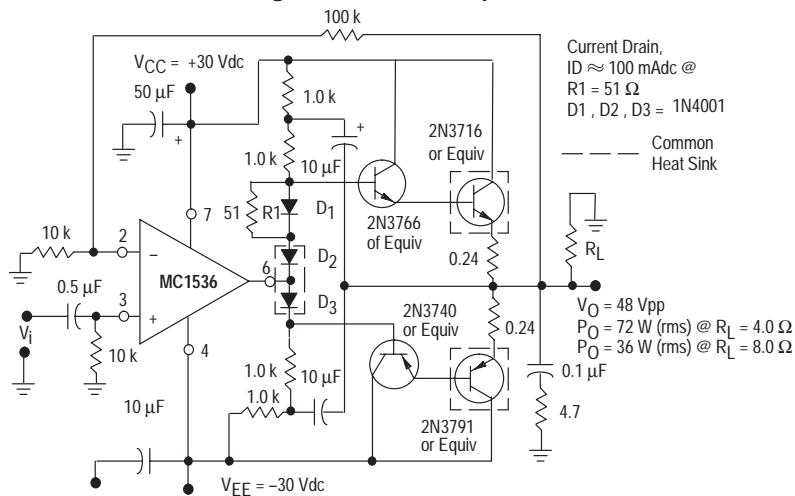 100 k
VCC = +30 Vdc
50 µF
+
1.0 k
+
1.0 k
10 µF
Current Drain,
ID ≈ 100 mAdc @
R1 = 51 Ω
D1 , D2 , D3 = 1N4001
Common
Heat Sink
2N3716
or Equiv
2N3766
of Equiv
51
R1
D1
D2
D3
7
10 k
2
−
MC1536
6
0.5 µF
3
+
Vi
10 k
4
0.24
RL
2N3740
or Equiv
0.24
VO = 48 Vpp
PO = 72 W (rms) @ RL = 4.0 Ω
PO = 36 W (rms) @ RL = 8.0 Ω
1.0 k
10 µF
1.0 k
0.1 µF
4.7
10 µF
2N3791
or Equiv
VEE = −30 Vdc